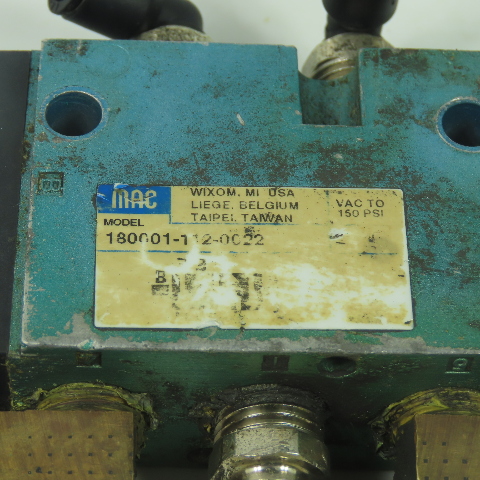 MAC
WIXOM, MI USA
LIEGE, BELGIUM
TAIPEI, TAIWAN
VAC TO
150 PSI
MODEL
180001-112-0022